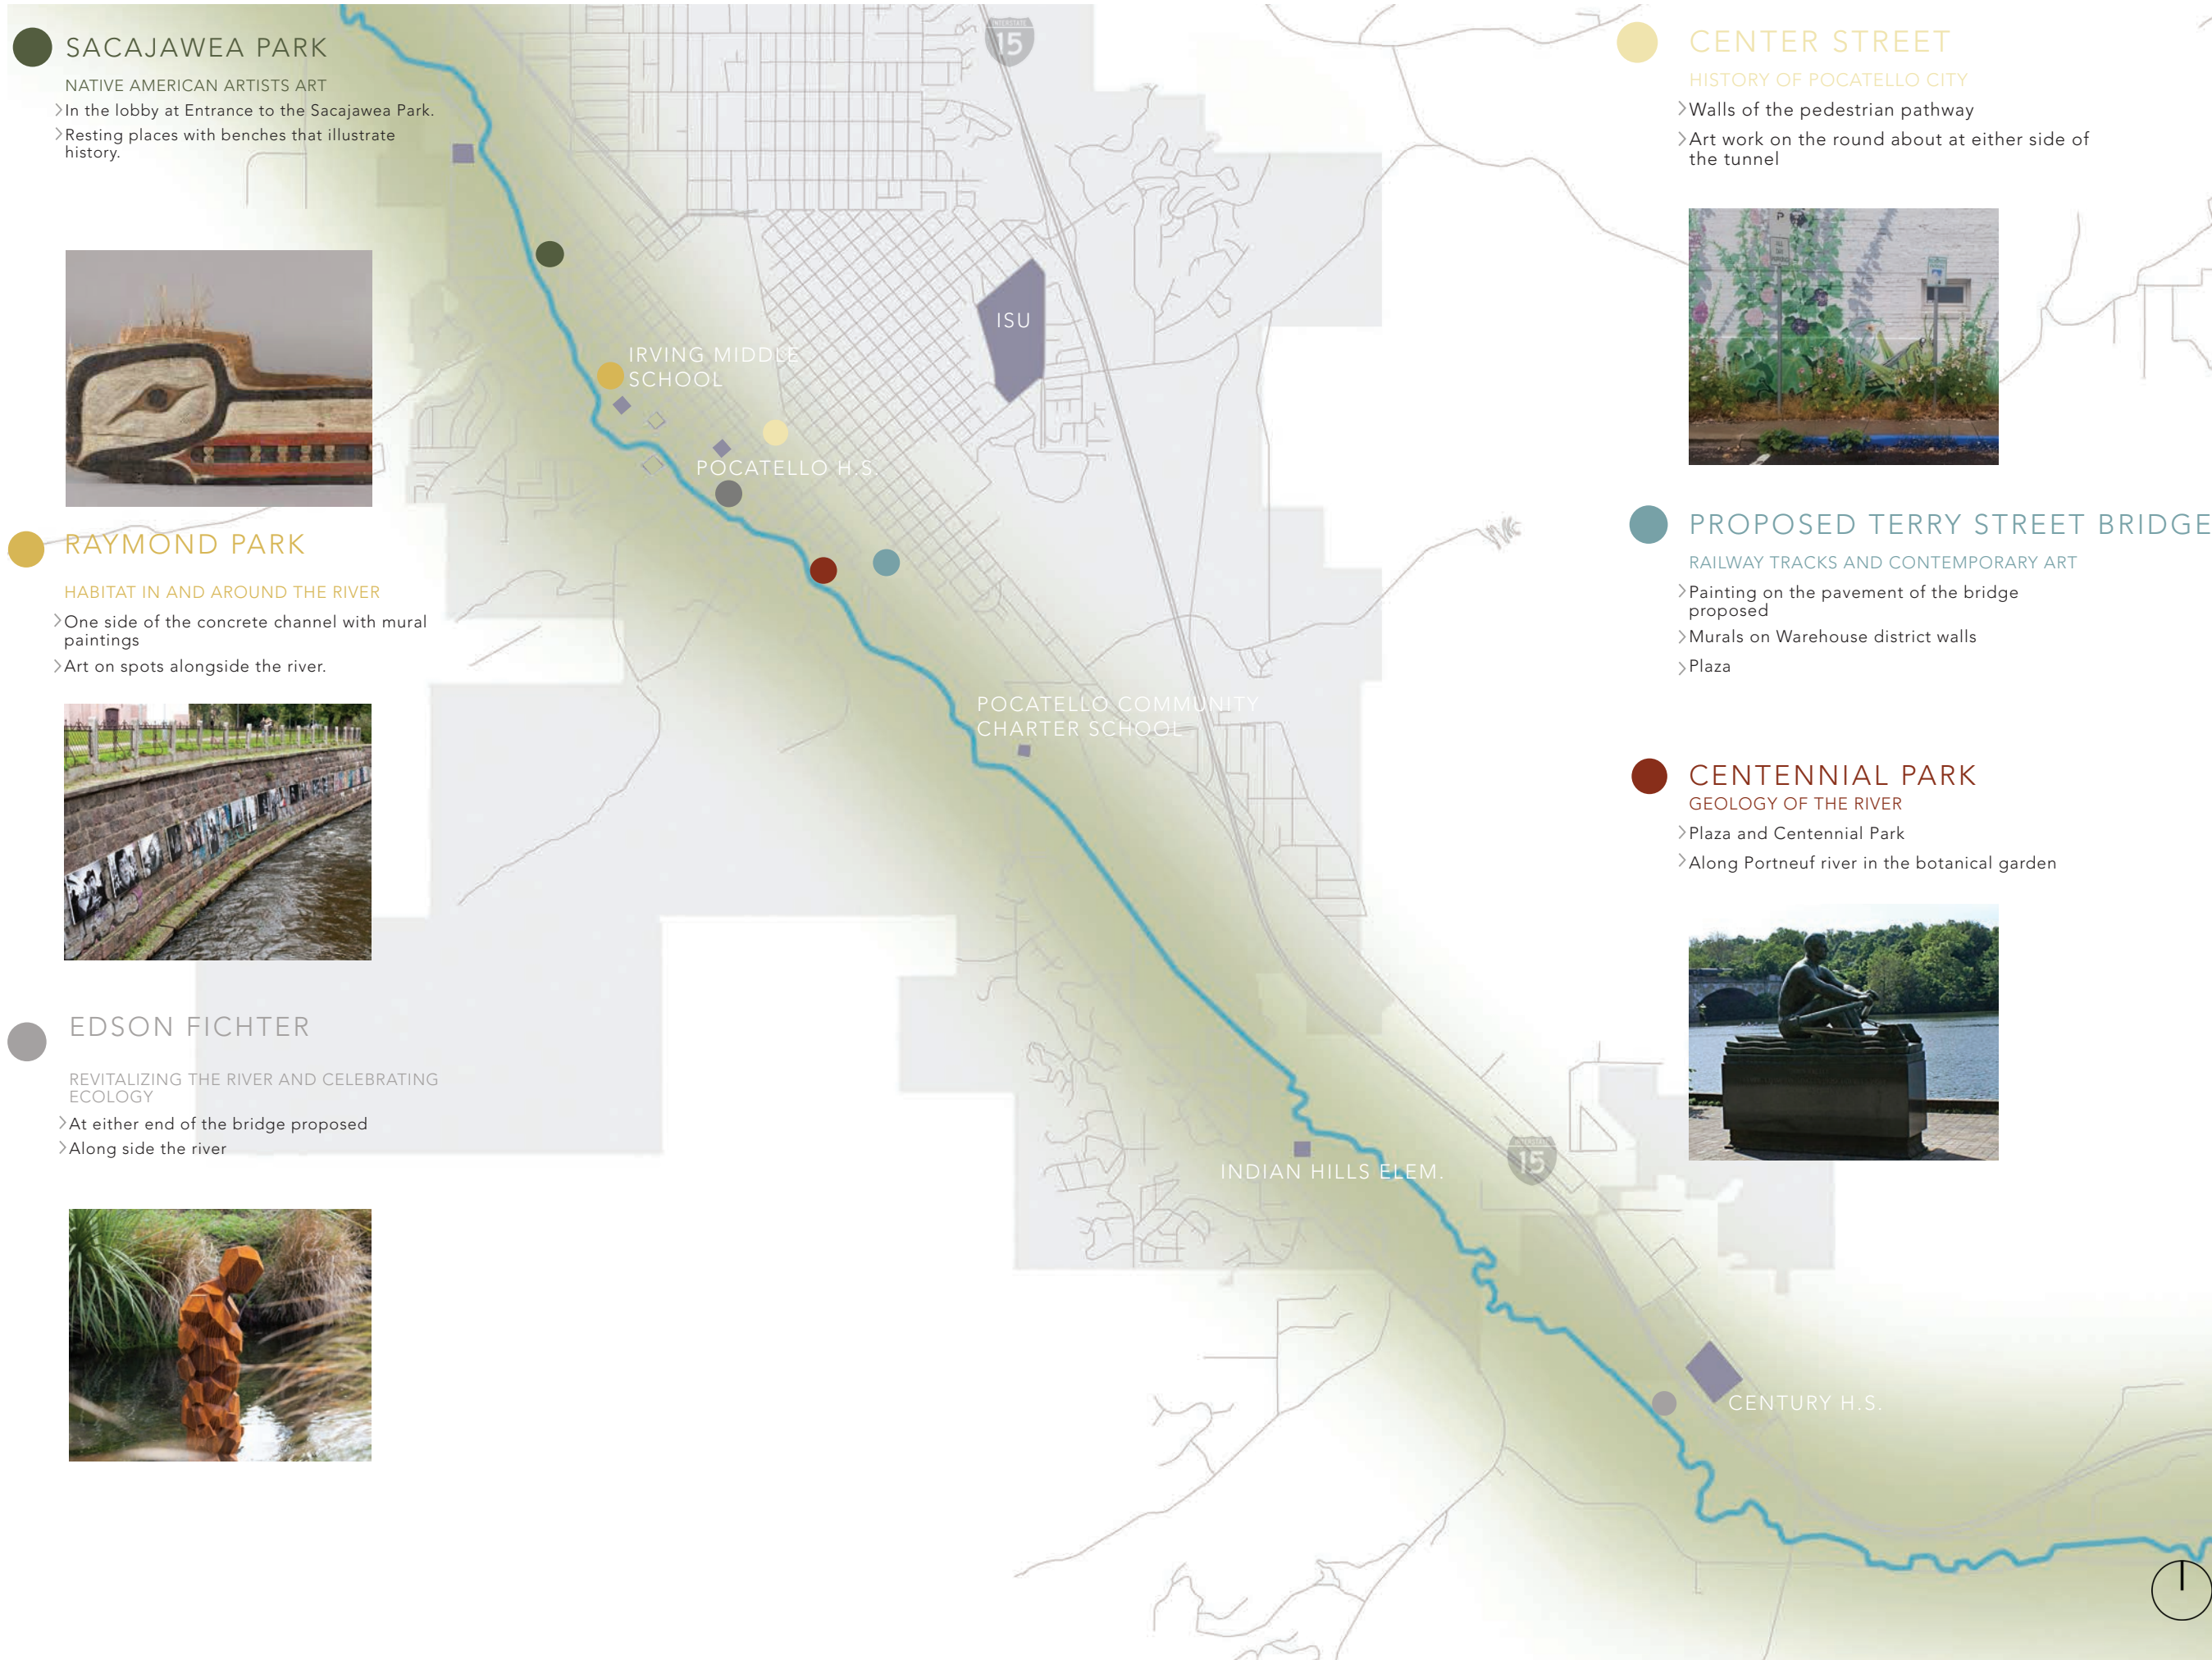 SACAJAWEA PARK
NATIVE AMERICAN ARTISTS ART
In the lobby at Entrance to the Sacajawea Park.
Resting places with benches that illustrate
history.
RAYMOND PARK
HABITAT IN AND AROUND THE RIVER
One side of the concrete channel with mural
paintings
Art on spots alongside the river.
EDSON FICHTER
REVITALIZING THE RIVER AND CELEBRATING
ECOLOGY
At either end of the bridge proposed
Along side the river
INTERSTATE
15
ISU
IRVING MIDDLE
SCHOOL
POCATELLO H.S.
POCATELLO COMMUNITY
CHARTER SCHOOL
INDIAN HILLS ELEM.
INTERSTATE
15
CENTURY H.S.
CENTER STREET
HISTORY OF POCATELLO CITY
Walls of the pedestrian pathway
Art work on the round about at either side of
the tunnel
P
PROPOSED TERRY STREET BRIDGE
RAILWAY TRACKS AND CONTEMPORARY ART
Painting on the pavement of the bridge
proposed
Murals on Warehouse district walls
Plaza
CENTENNIAL PARK
GEOLOGY OF THE RIVER
Plaza and Centennial Park
Along Portneuf river in the botanical garden